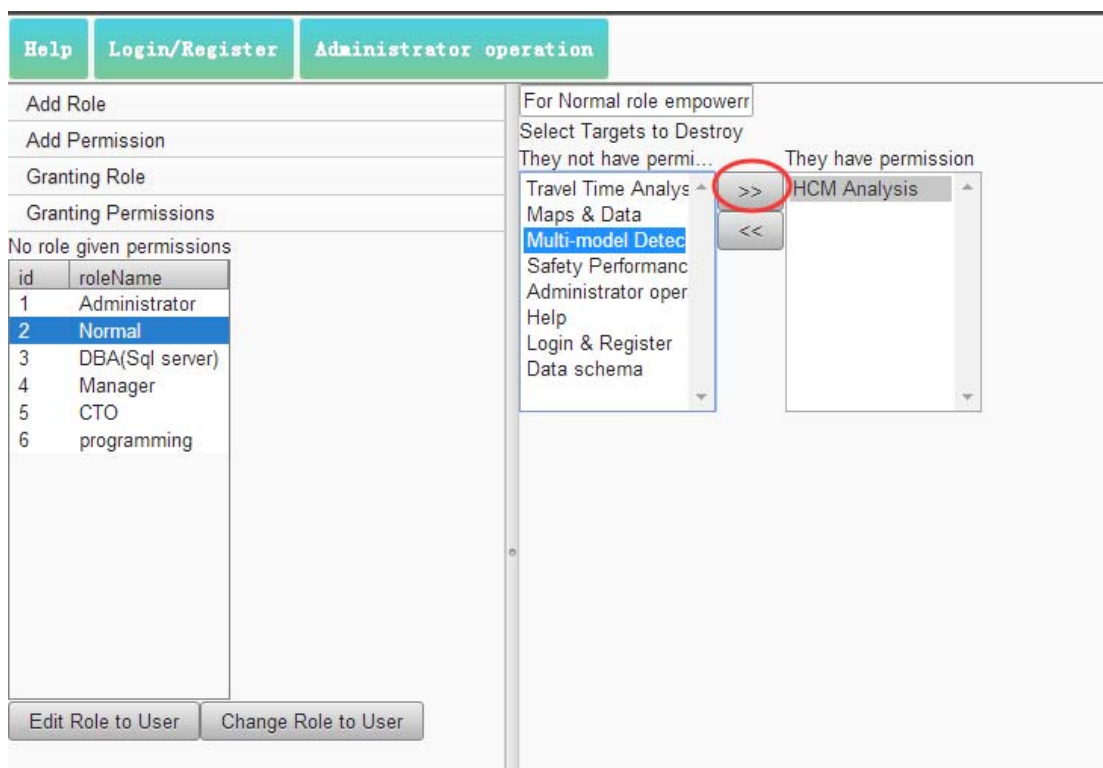 Help Login/Register Administrator operation
Add Role
Add Permission
Granting Role
Granting Permissions
No role given permissions
id roleName
1 Administrator
2 Normal
3 DBA(Sql server)
4 Manager
5 CTO
6 programming
Edit Role to User Change Role to User
For Normal role empowerr
Select Targets to Destroy
They not have permi... They have permission
Travel Time Analys
Maps & Data
Multi-model Detec
Safety Performanc
Administrator oper
Help
Login & Register
Data schema
>>
<<
HCM Analysis